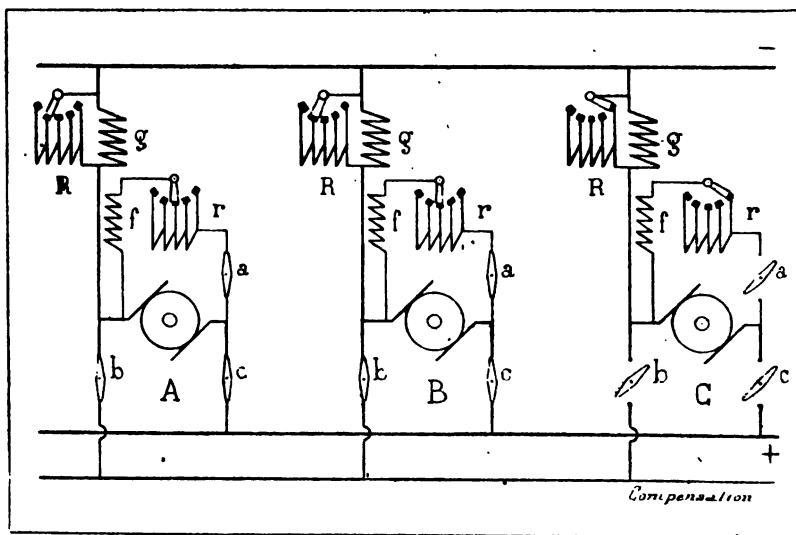 −
g g g
R R R
f r f r f r
a a a
b c b c b c
A B C
+
Compensation